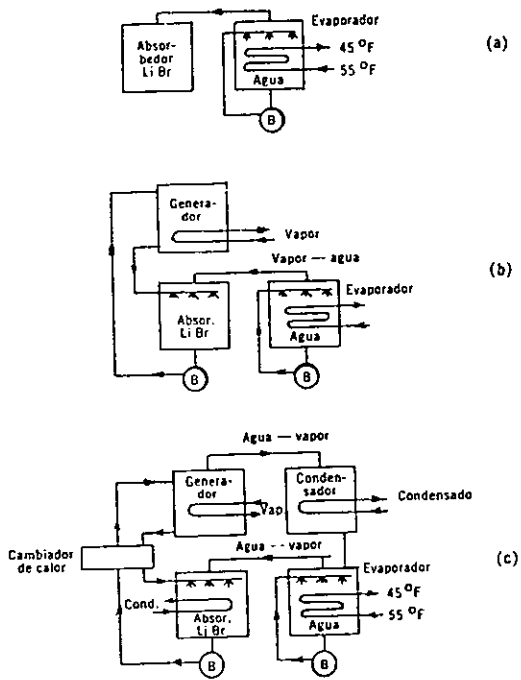 Evaporador
Absor-
bedor
Li Br
45 °F
55 °F
Agua
B
(a)
Genera-
dor
Vapor
Vapor — agua
Evaporador
Absor.
Li Br
Agua
B
B
(b)
Agua — vapor
Genera-
dor
Vap.
Conden-
sador
Condensado
Cambiador
de calor
Agua - vapor
Evaporador
Cond.
Absor.
Li Br
45 °F
55 °F
Agua
B
B
(c)